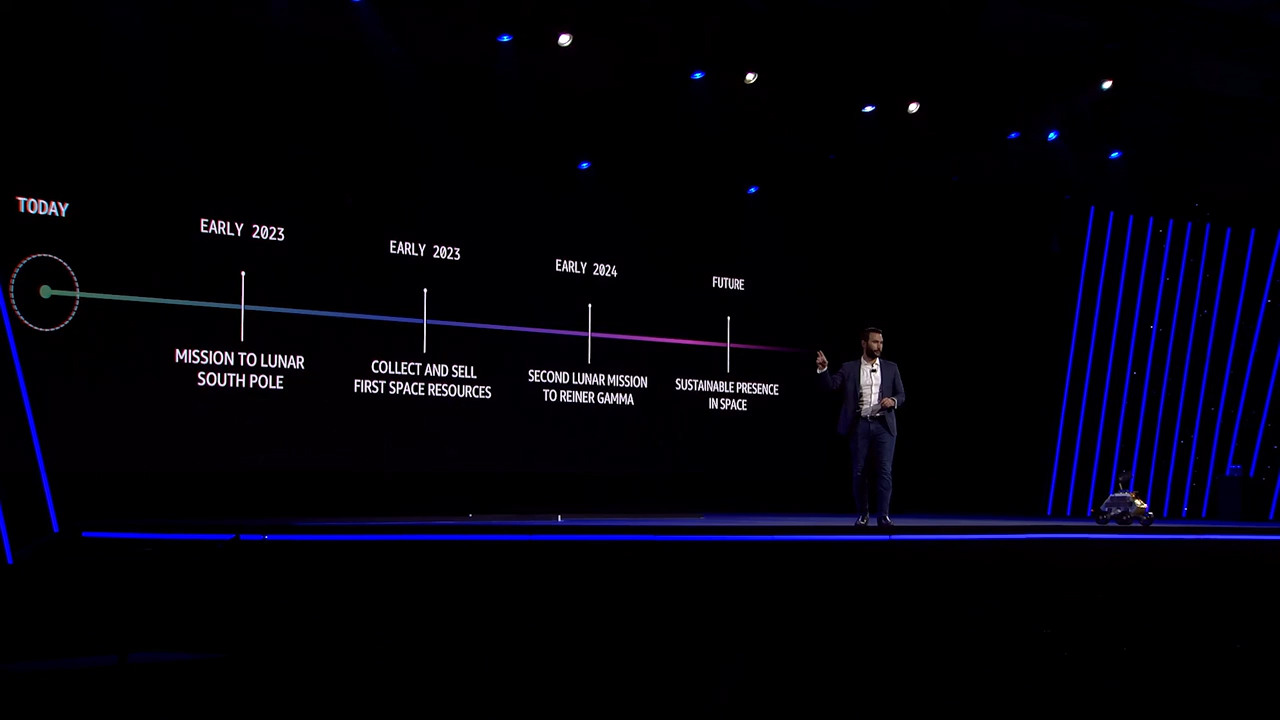 TODAY
EARLY 2023
MISSION TO LUNAR
SOUTH POLE
EARLY 2023
COLLECT AND SELL
FIRST SPACE RESOURCES
EARLY 2024
SECOND LUNAR MISSION
TO REINER GAMMA
FUTURE
SUSTAINABLE PRESENCE
IN SPACE